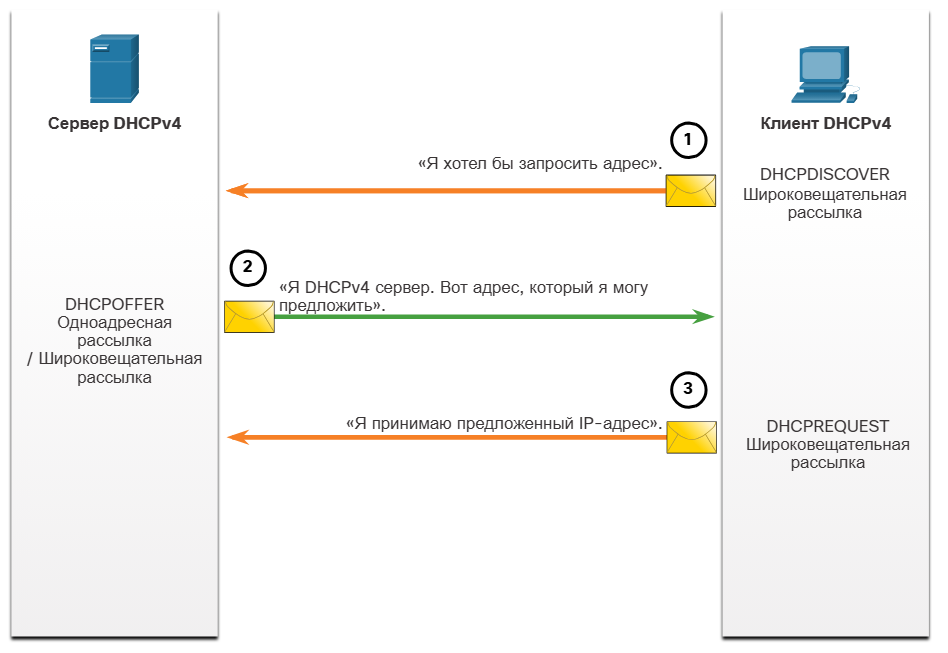 Сервер DHCPv4
Клиент DHCPv4
1
«Я хотел бы запросить адрес».
DHCPDISCOVER
Широковещательная
рассылка
2
«Я DHCPv4 сервер. Вот адрес, который я могу
предложить».
DHCPOFFER
Одноадресная
рассылка
/ Широковещательная
рассылка
3
«Я принимаю предложенный IP-адрес».
DHCPREQUEST
Широковещательная
рассылка